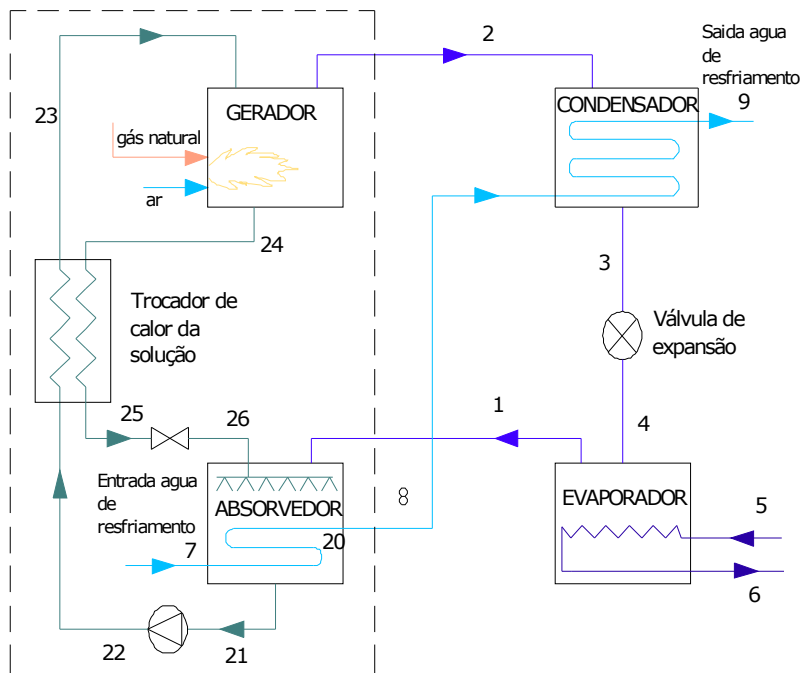 2
Saida agua
de
resfriamento
9
23
GERADOR
CONDENSADOR
gás natural
ar
24
3
Trocador de
calor da
solução
Válvula de
expansão
25
26
1
4
Entrada agua
de
resfriamento
7
ABSORVEDOR
20
8
EVAPORADOR
5
6
22
21